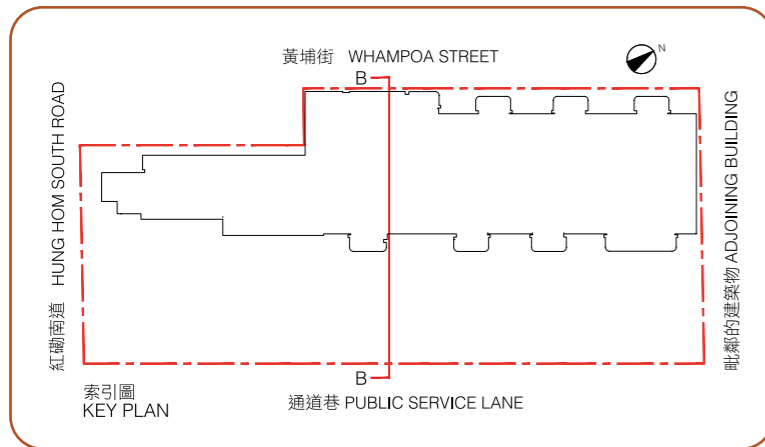 黃埔街 WHAMPOA STREET
N
B
紅磡南道 HUNG HOM SOUTH ROAD
毗鄰的建築物 ADJOINING BUILDING
B
索引圖
KEY PLAN
通道巷 PUBLIC SERVICE LANE